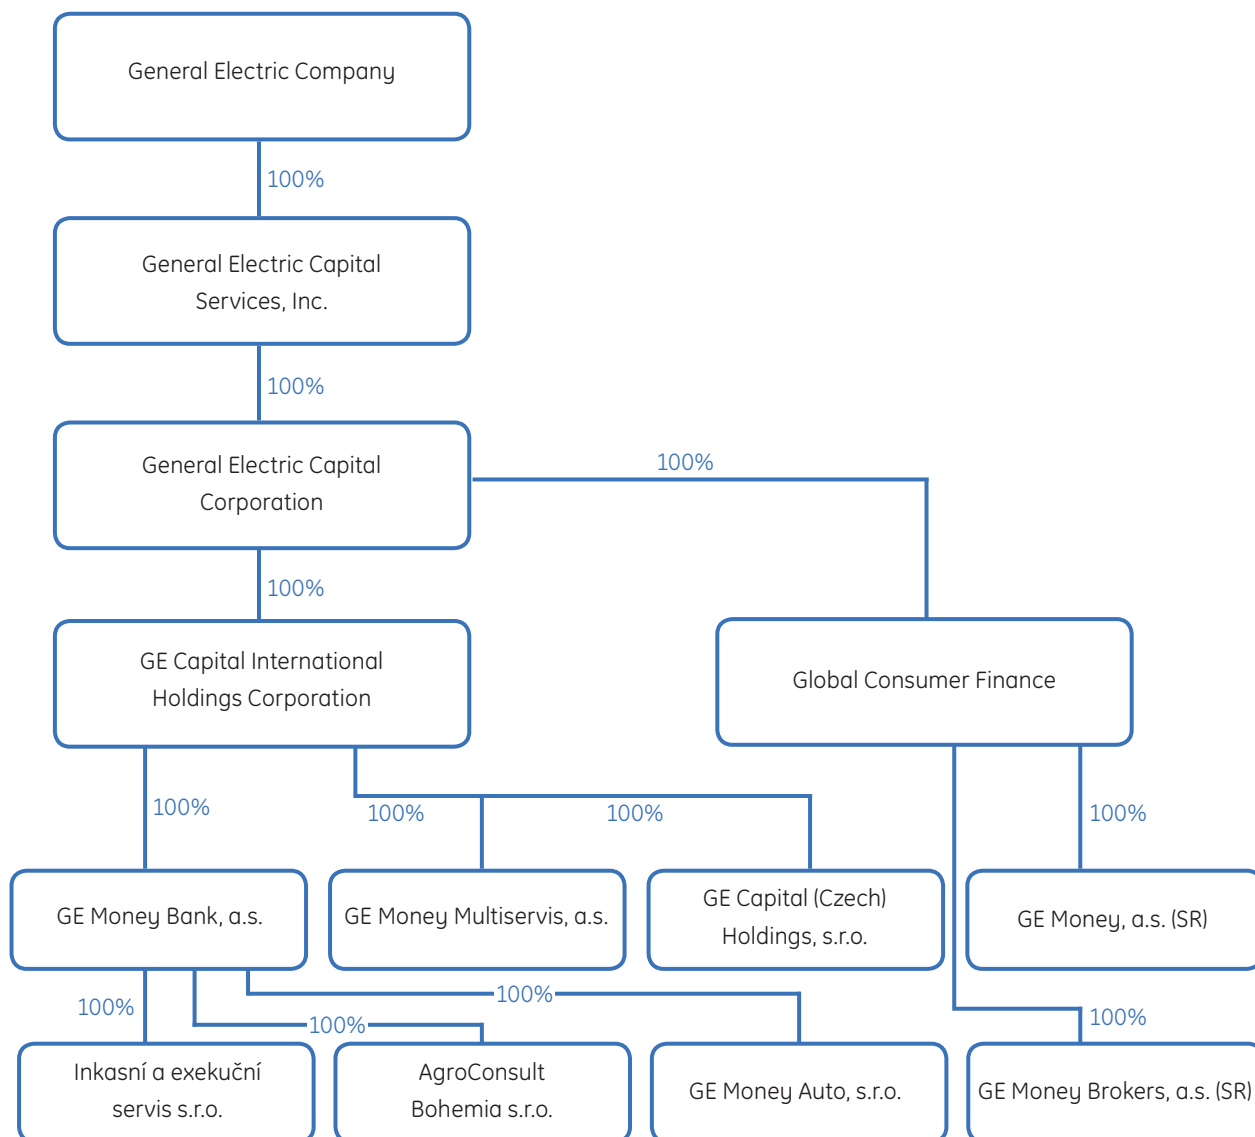 General Electric Company
100%
General Electric Capital
Services, Inc.
100%
General Electric Capital
Corporation
100%
100%
GE Capital International
Holdings Corporation
Global Consumer Finance
100%
100%
100%
100%
GE Money Bank, a.s.
GE Money Multiservis, a.s.
GE Capital (Czech)
Holdings, s.r.o.
GE Money, a.s. (SR)
100%
100%
100%
100%
Inkasní a exekuční
servis s.r.o.
AgroConsult
Bohemia s.r.o.
GE Money Auto, s.r.o.
GE Money Brokers, a.s. (SR)